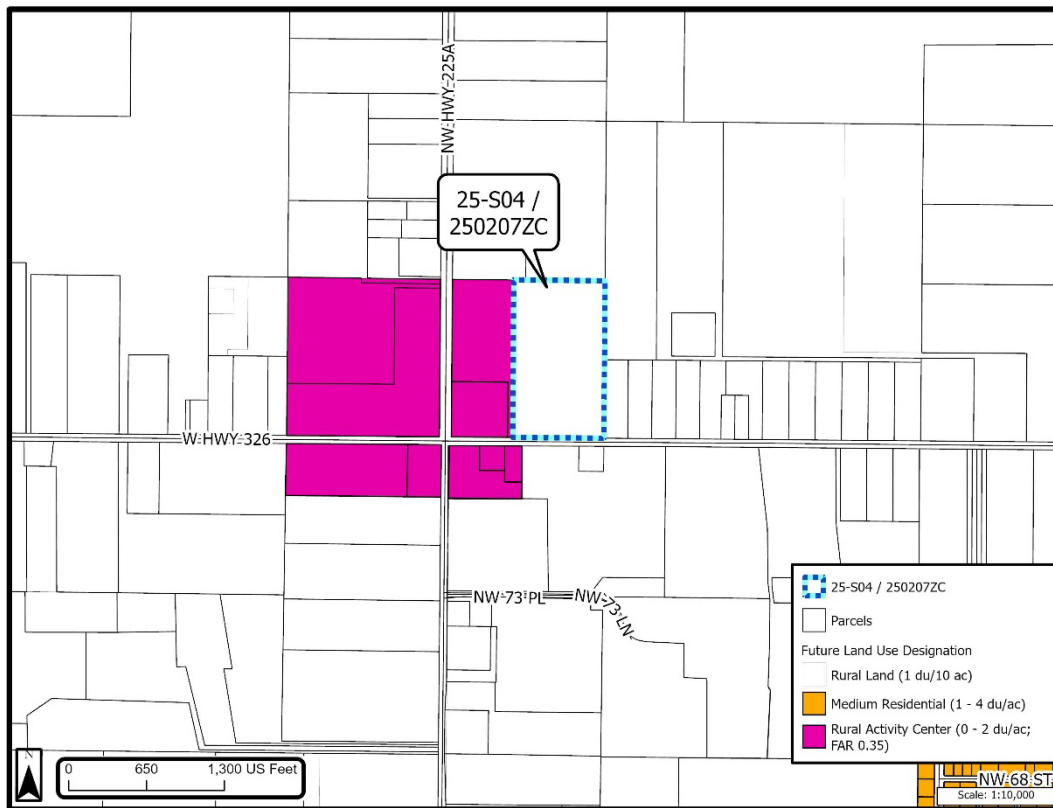 NW HWY 225A
25-S04 /
250207ZC
W HWY 326
NW 73 PL
NW 73 LN
25-S04 / 250207ZC
Parcels
Future Land Use Designation
Rural Land (1 du/10 ac)
Medium Residential (1 - 4 du/ac)
Rural Activity Center (0 - 2 du/ac;
FAR 0.35)
N
0 650 1,300 US Feet
NW 68 ST
Scale: 1:10,000